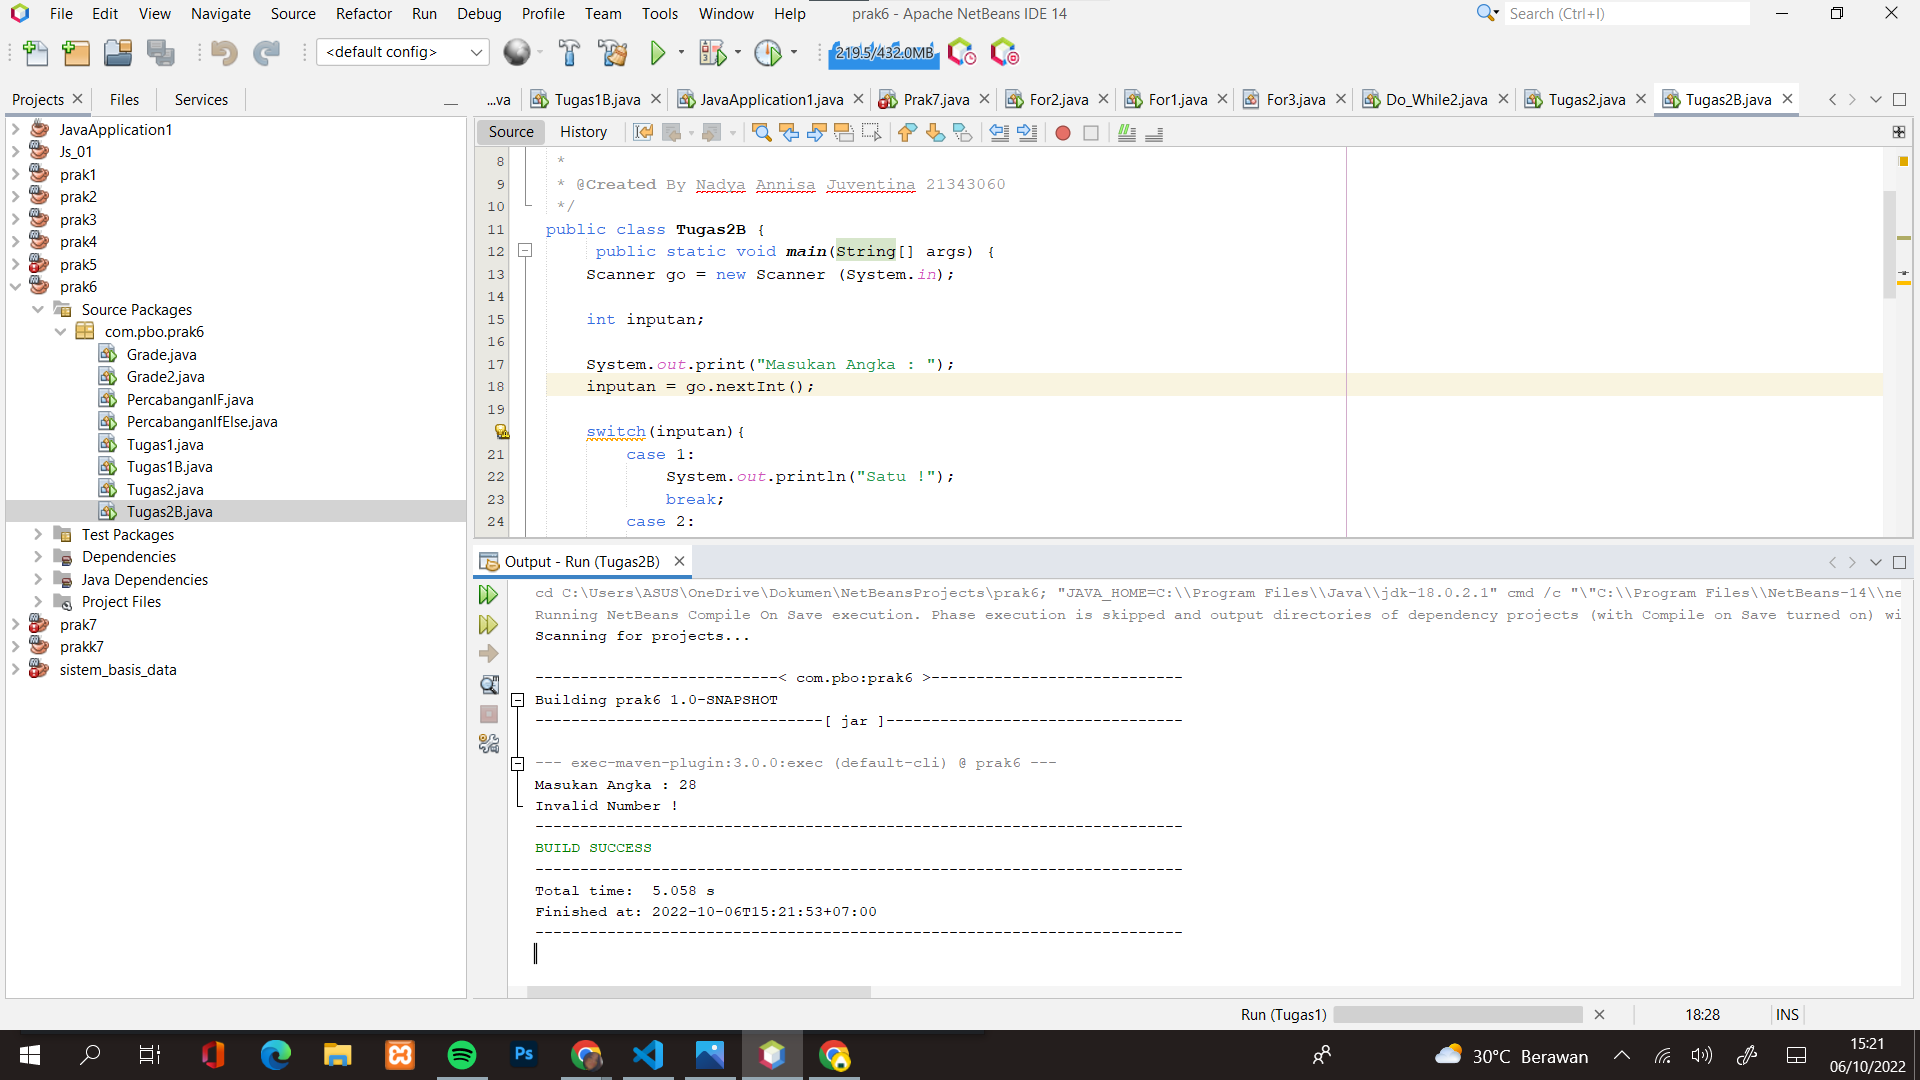 File Edit View Navigate Source Refactor Run Debug Profile Team Tools Window Help prak6 - Apache NetBeans IDE 14 Search (Ctrl+I)
<default config> 219.5/432.0MB
Projects Files Services
...va Tugas1B.java JavaApplication1.java Prak7.java For2.java For1.java For3.java Do_While2.java Tugas2.java Tugas2B.java
JavaApplication1
Js_01
prak1
prak2
prak3
prak4
prak5
prak6
Source Packages
com.pbo.prak6
Grade.java
Grade2.java
PercabanganIF.java
PercabanganIfElse.java
Tugas1.java
Tugas1B.java
Tugas2.java
Tugas2B.java
Test Packages
Dependencies
Java Dependencies
Project Files
prak7
prakk7
sistem_basis_data
Source History
8 *
9 * @Created By Nadya Annisa Juventina 21343060
10 */
11 public class Tugas2B {
12 public static void main(String[] args) {
13 Scanner go = new Scanner (System.in);
14
15 int inputan;
16
17 System.out.print("Masukan Angka : ");
18 inputan = go.nextInt();
19
switch(inputan){
21 case 1:
22 System.out.println("Satu !");
23 break;
24 case 2:
Output - Run (Tugas2B)
cd C:\Users\ASUS\OneDrive\Dokumen\NetBeansProjects\prak6; "JAVA_HOME=C:\\Program Files\\Java\\jdk-18.0.2.1" cmd /c "\"C:\\Program Files\\NetBeans-14\\ne
Running NetBeans Compile On Save execution. Phase execution is skipped and output directories of dependency projects (with Compile on Save turned on) wi
Scanning for projects...
---------------------------< com.pbo:prak6 >----------------------------
Building prak6 1.0-SNAPSHOT
--------------------------------[ jar ]---------------------------------
--- exec-maven-plugin:3.0.0:exec (default-cli) @ prak6 ---
Masukan Angka : 28
Invalid Number !
------------------------------------------------------------------------
BUILD SUCCESS
------------------------------------------------------------------------
Total time: 5.058 s
Finished at: 2022-10-06T15:21:53+07:00
------------------------------------------------------------------------
Run (Tugas1) 18:28 INS
30°C Berawan 15:21
06/10/2022